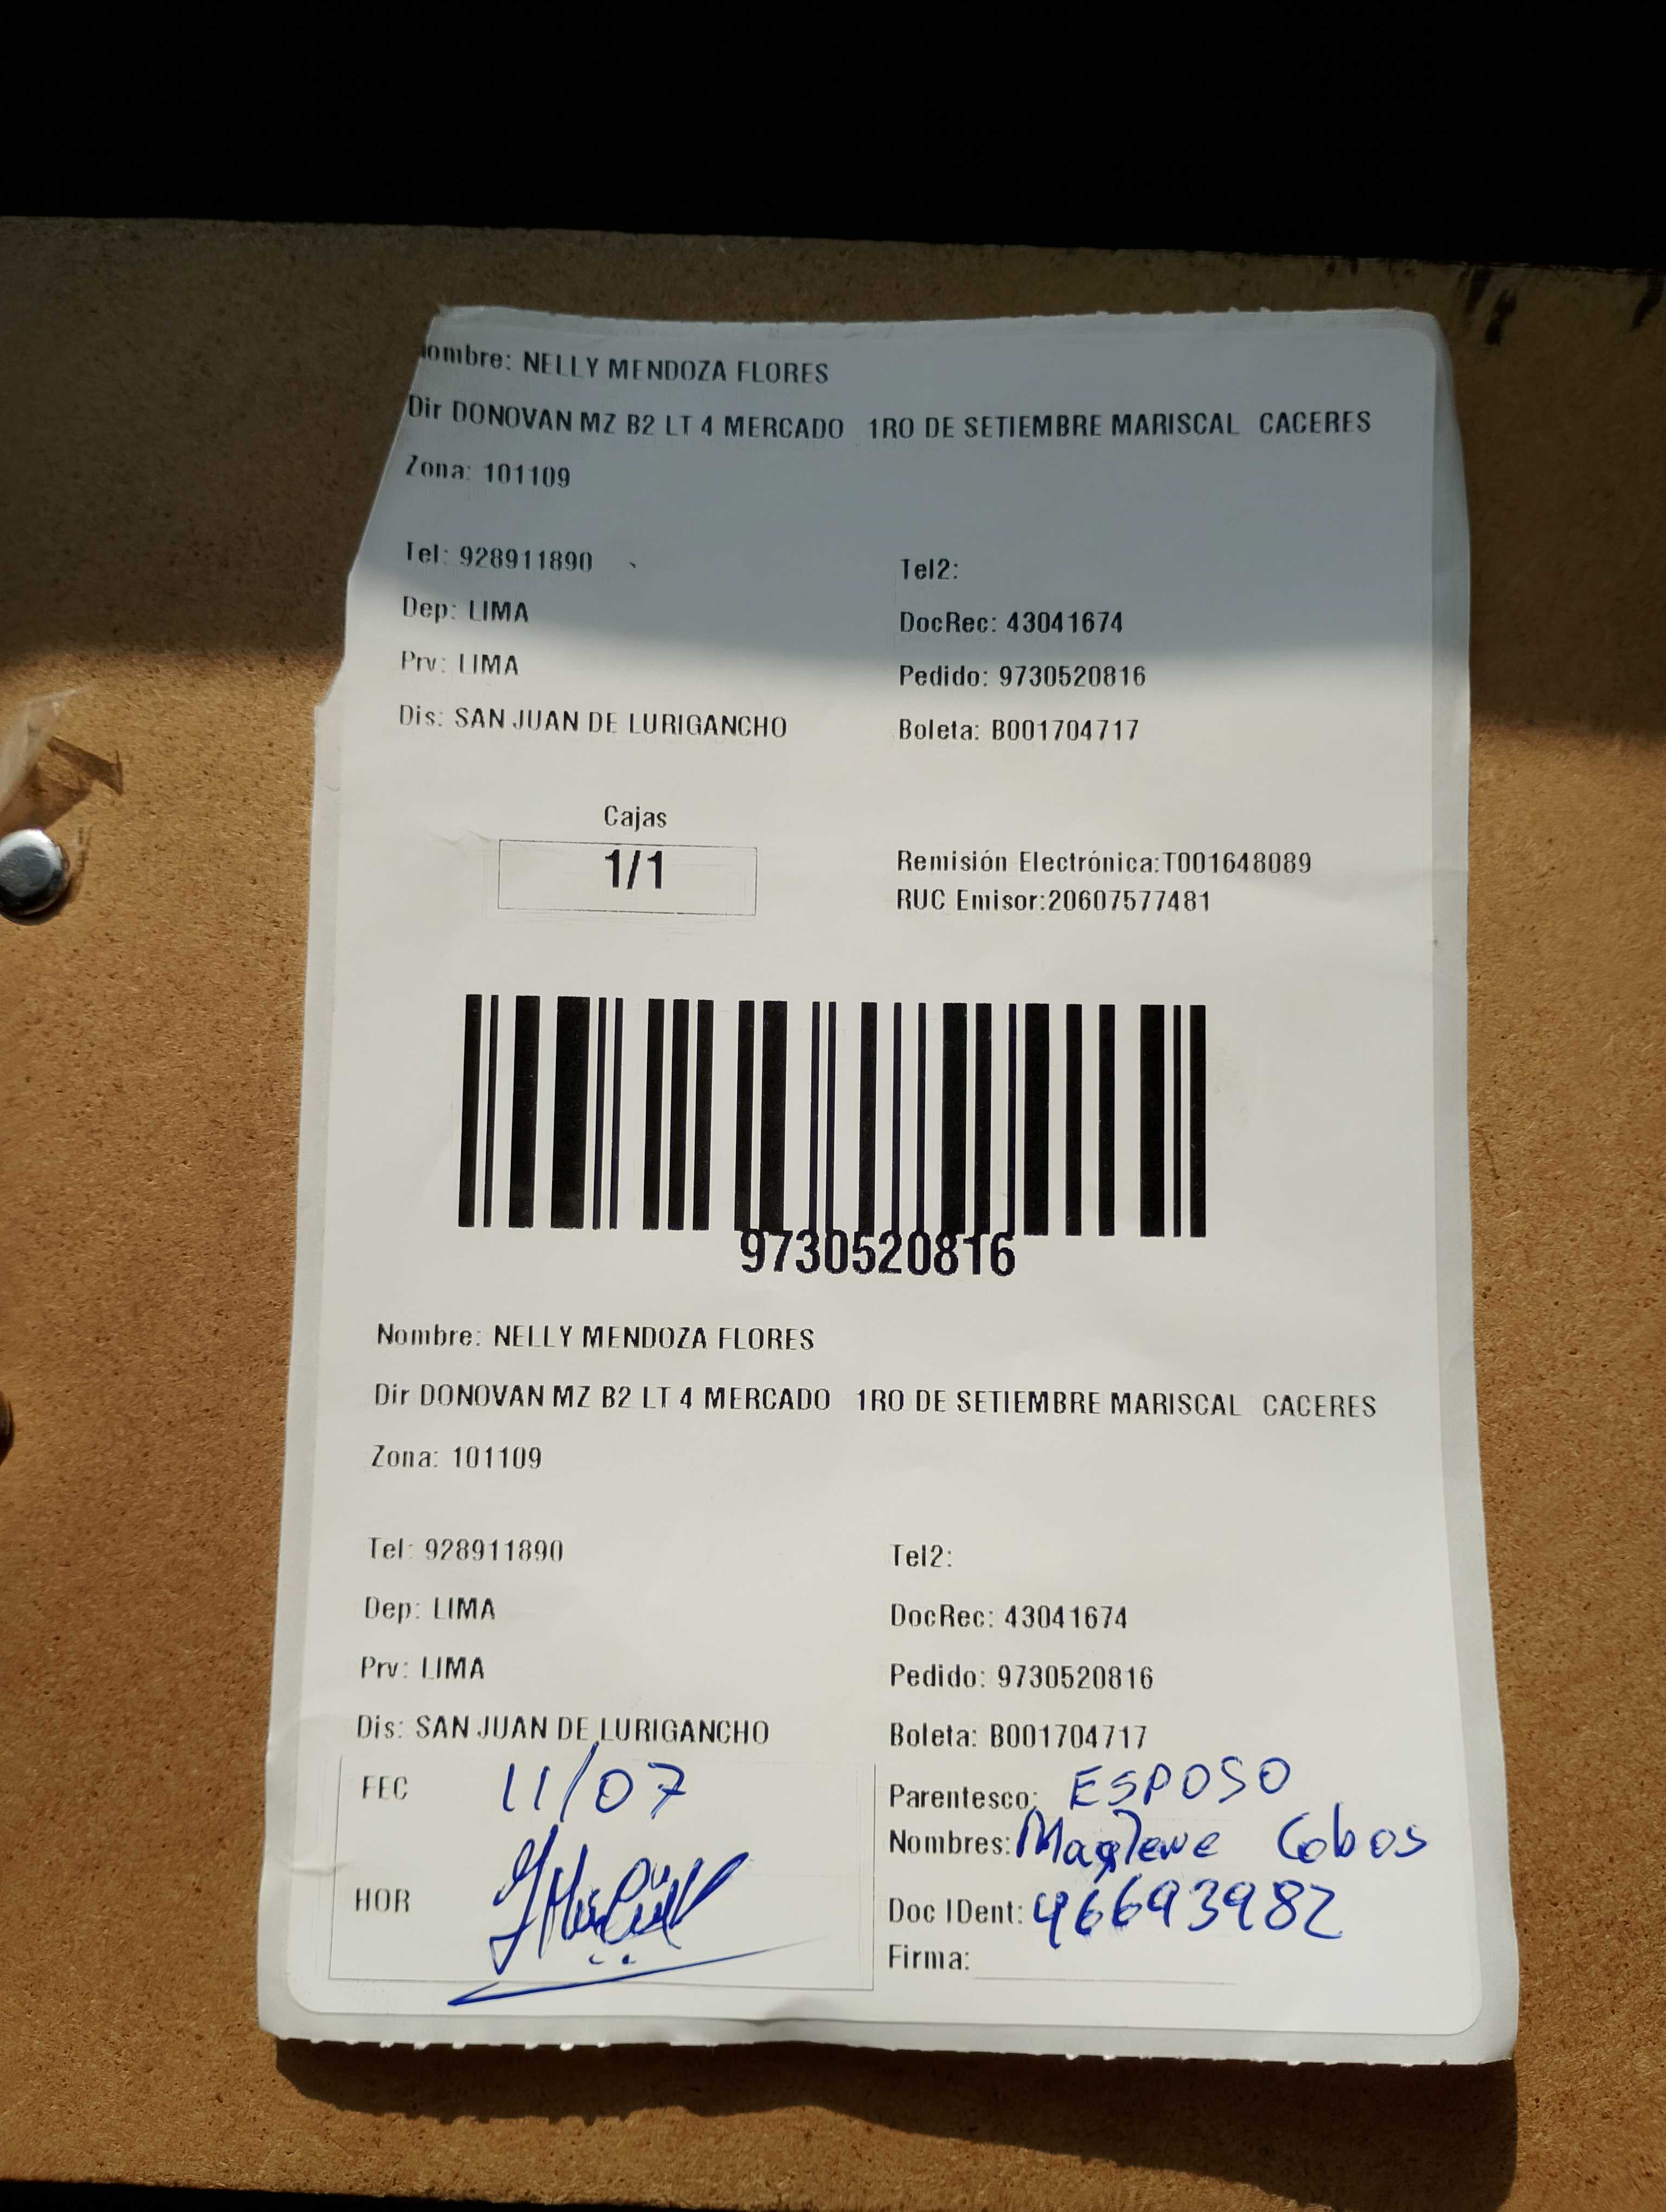 ombre: NELLY MENDOZA FLORES
Dir DONOVAN MZ B2 LT 4 MERCADO 1RO DE SETIEMBRE MARISCAL CACERES
Zona: 101109
Tel: 928911890 Tel2:
Dep: LIMA DocRec: 43041674
Prv: LIMA Pedido: 9730520816
Dis: SAN JUAN DE LURIGANCHO Boleta: B001704717
Cajas
1/1
Remisión Electrónica:T001648089
RUC Emisor:20607577481
9730520816
Nombre: NELLY MENDOZA FLORES
Dir DONOVAN MZ B2 LT 4 MERCADO 1RO DE SETIEMBRE MARISCAL CACERES
Zona: 101109
Tel: 928911890 Tel2:
Dep: LIMA DocRec: 43041674
Prv: LIMA Pedido: 9730520816
Dis: SAN JUAN DE LURIGANCHO Boleta: B001704717
FEC 11/07 Parentesco: ESPOSO
Nombres: Cobos
HOR Doc IDent: 46693982
Firma: